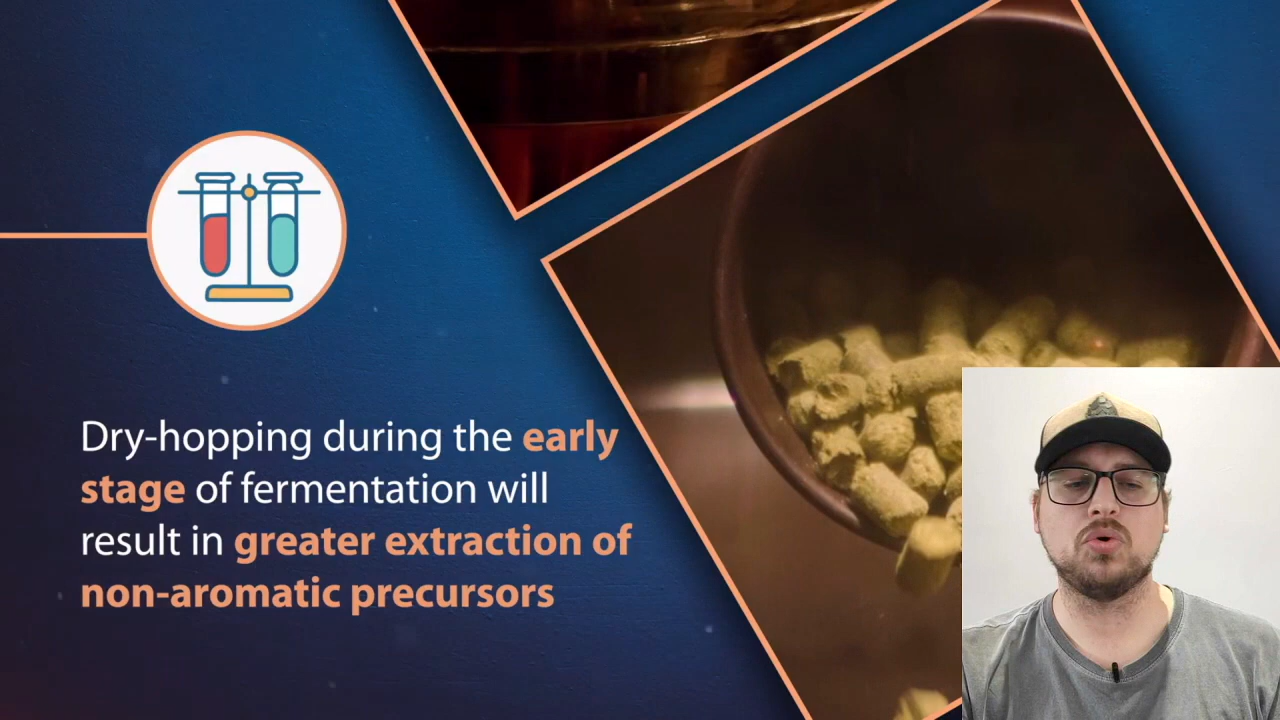 Dry-hopping during the early
stage of fermentation will
result in greater extraction of
non-aromatic precursors